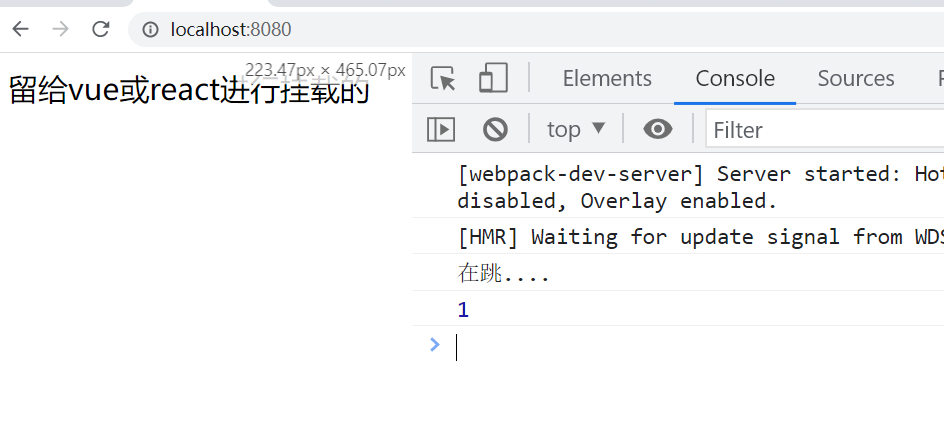 localhost:8080
223.47px × 465.07px
留给vue或react进行挂载的
Elements Console Sources
top Filter
[webpack-dev-server] Server started: Hot
disabled, Overlay enabled.
[HMR] Waiting for update signal from WDS
在跳....
1